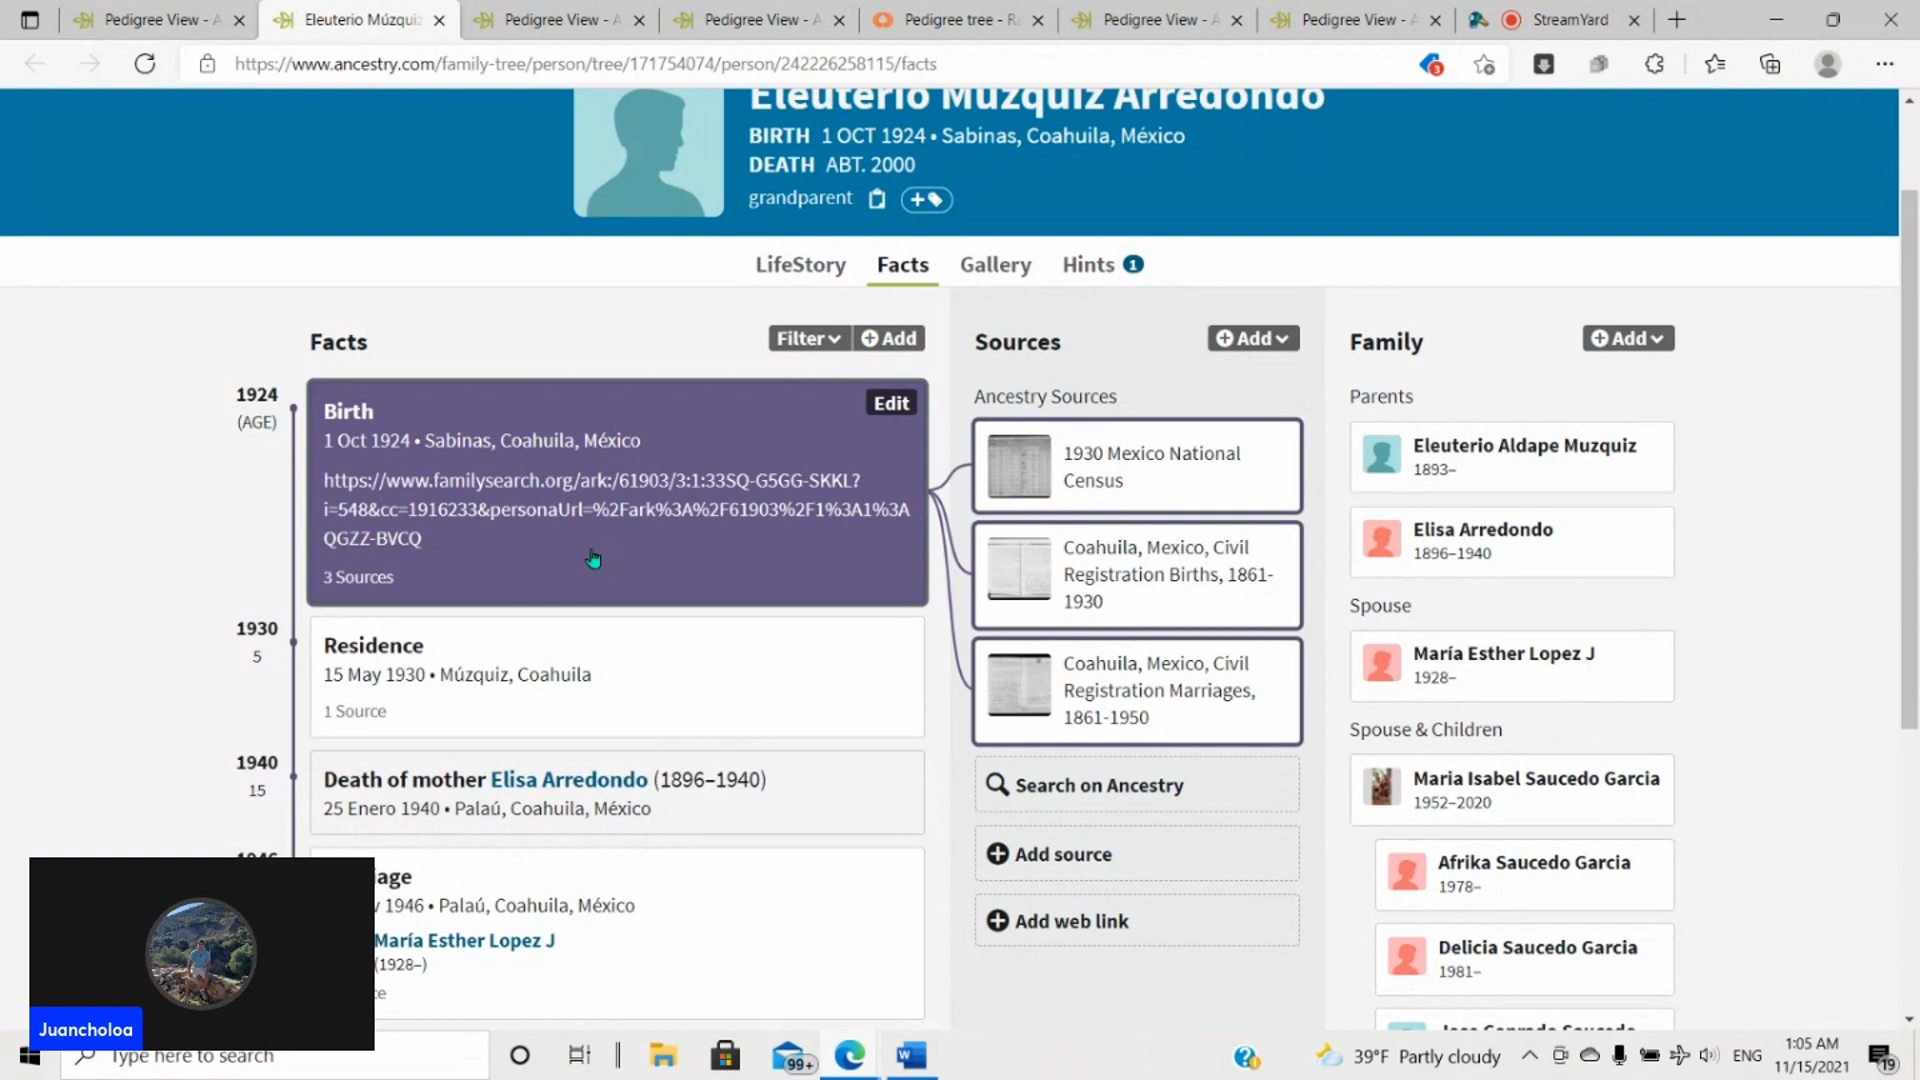 Pedigree View - A
Eleuterio Múzquiz
Pedigree View - A
Pedigree View - A
Pedigree tree - R
Pedigree View - A
Pedigree View - A
StreamYard
https://www.ancestry.com/family-tree/person/tree/171754074/person/242226258115/facts
3
Eleuterio Múzquiz Arredondo
BIRTH 1 OCT 1924 • Sabinas, Coahuila, México
DEATH ABT. 2000
grandparent
LifeStory
Facts
Gallery
Hints 1
Facts
Filter
Add
1924
(AGE)
Birth
Edit
1 Oct 1924 • Sabinas, Coahuila, México
https://www.familysearch.org/ark:/61903/3:1:33SQ-G5GG-SKKL?
i=548&cc=1916233&personaUrl=%2Fark%3A%2F61903%2F1%3A1%3A
QGZZ-BVCQ
3 Sources
1930
5
Residence
15 May 1930 • Múzquiz, Coahuila
1 Source
1940
15
Death of mother Elisa Arredondo (1896–1940)
25 Enero 1940 • Palaú, Coahuila, México
1946 • Palaú, Coahuila, México
María Esther Lopez J
(1928–)
Sources
Add
Ancestry Sources
1930 Mexico National
Census
Coahuila, Mexico, Civil
Registration Births, 1861-
1930
Coahuila, Mexico, Civil
Registration Marriages,
1861-1950
Search on Ancestry
Add source
Add web link
Family
Add
Parents
Eleuterio Aldape Muzquiz
1893–
Elisa Arredondo
1896–1940
Spouse
María Esther Lopez J
1928–
Spouse & Children
Maria Isabel Saucedo Garcia
1952–2020
Afrika Saucedo Garcia
1978–
Delicia Saucedo Garcia
1981–
Juancholoa
Type here to search
99+
W
39°F Partly cloudy
ENG
1:05 AM
11/15/2021
19